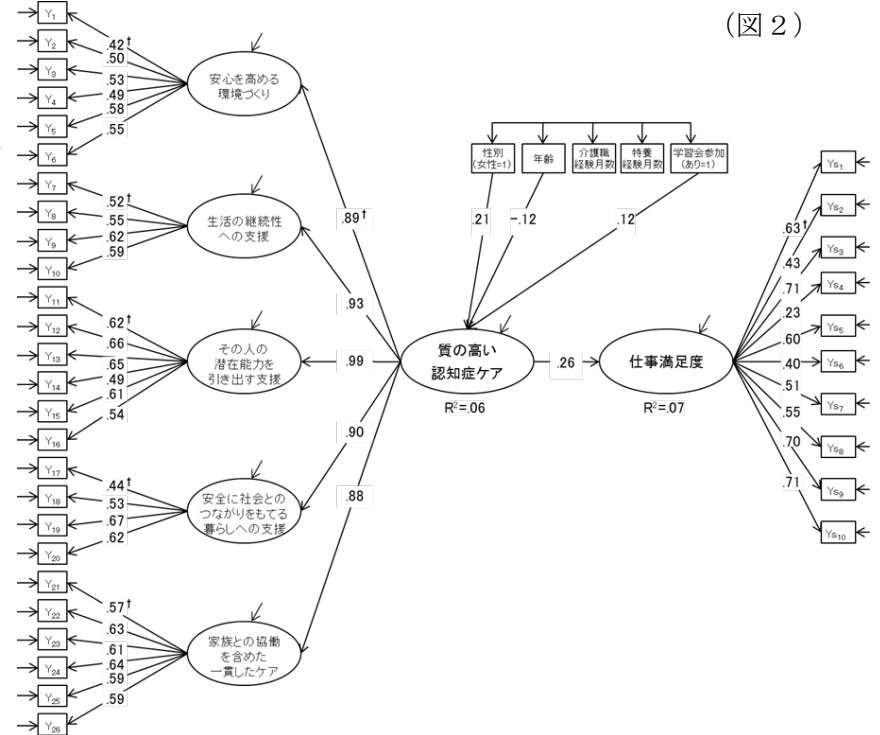 （図２）
Y₁
Y₂
Y₃
Y₄
Y₅
Y₆
.42†
.50
.53
.49
.58
.55
安心を高める
環境づくり
Y₇
Y₈
Y₉
Y₁₀
.52†
.55
.62
.59
生活の継続性
への支援
Y₁₁
Y₁₂
Y₁₃
Y₁₄
Y₁₅
Y₁₆
.62†
.66
.65
.49
.61
.54
その人の
潜在能力を
引き出す支援
Y₁₇
Y₁₈
Y₁₉
Y₂₀
.44†
.53
.67
.62
安全に社会との
つながりをもてる
暮らしへの支援
Y₂₁
Y₂₂
Y₂₃
Y₂₄
Y₂₅
Y₂₆
.57†
.63
.61
.64
.59
.59
家族との協働
を含めた
一貫したケア
.89†
.93
.99
.90
.88
性別
(女性=1)
年齢
介護職
経験月数
特養
経験月数
学習会参加
(あり=1)
.21
-.12
.12
質の高い
認知症ケア
R²=.06
.26
仕事満足度
R²=.07
.63†
.43
.71
.23
.60
.40
.51
.55
.70
.71
Ys₁
Ys₂
Ys₃
Ys₄
Ys₅
Ys₆
Ys₇
Ys₈
Ys₉
Ys₁₀